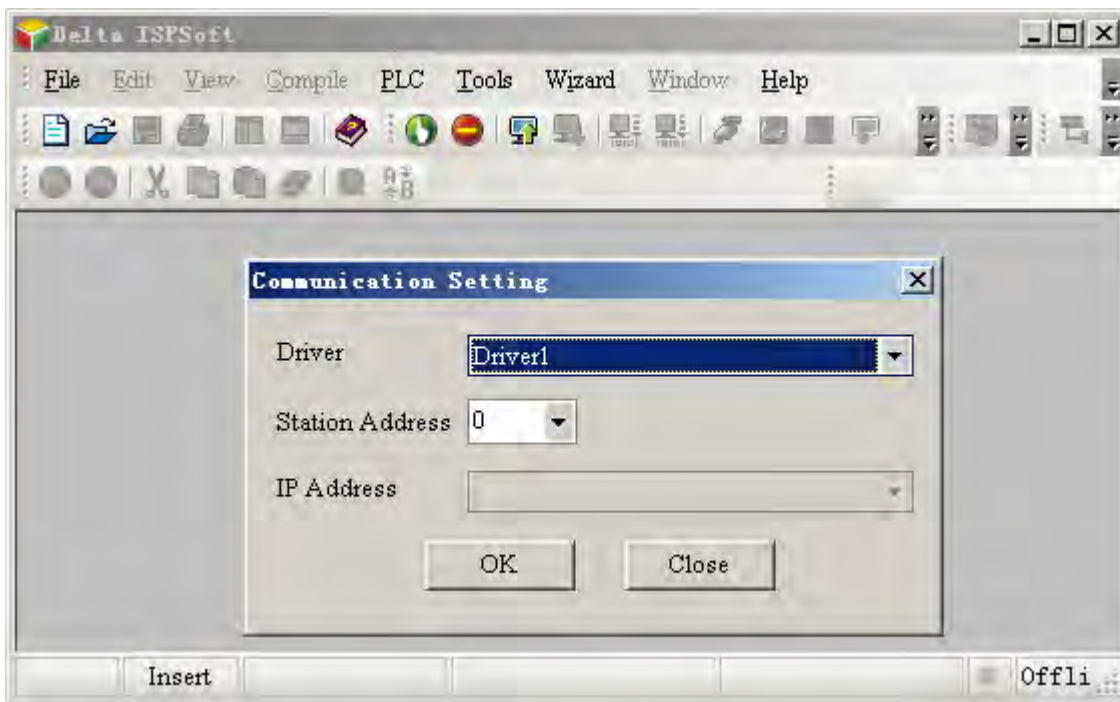 Delta ISPSoft
File Edit View Compile PLC Tools Wizard Window Help
Communication Setting
Driver Driver1
Station Address 0
IP Address
OK Close
Insert Offli